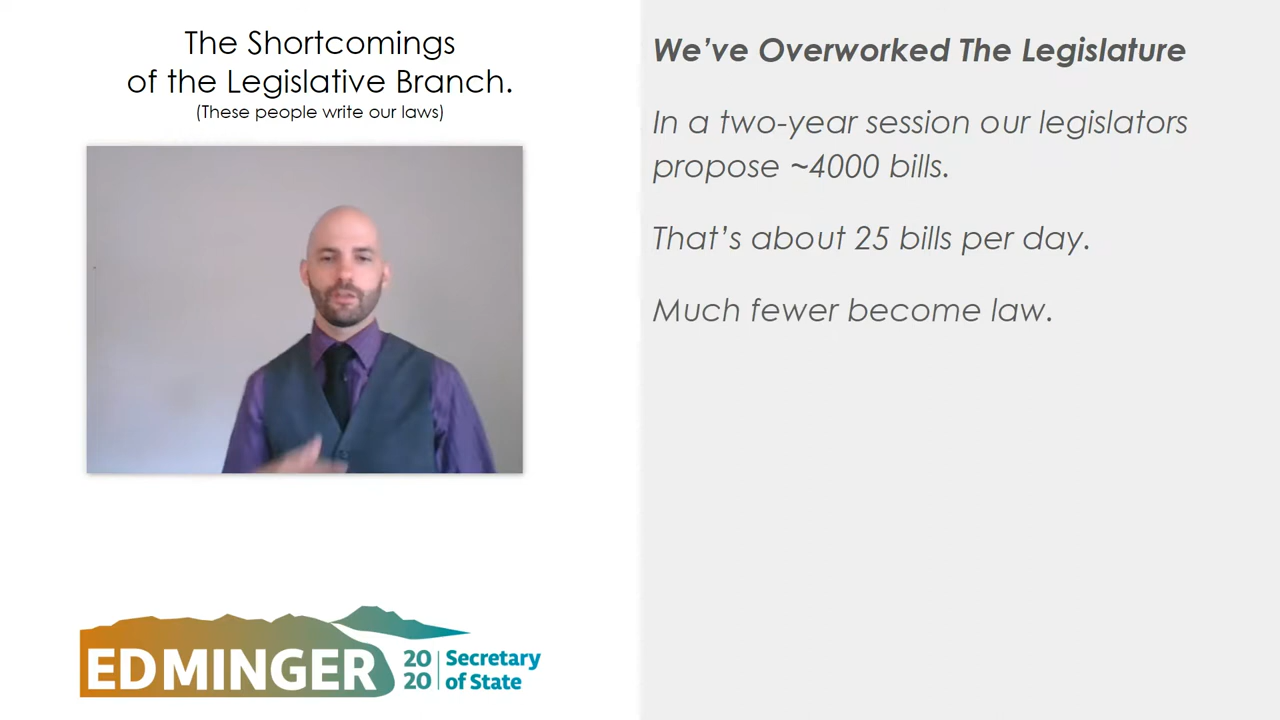 The Shortcomings
of the Legislative Branch.
(These people write our laws)
We've Overworked The Legislature
In a two-year session our legislators
propose ~4000 bills.
That's about 25 bills per day.
Much fewer become law.
ED MINGER
20
20
Secretary
of State